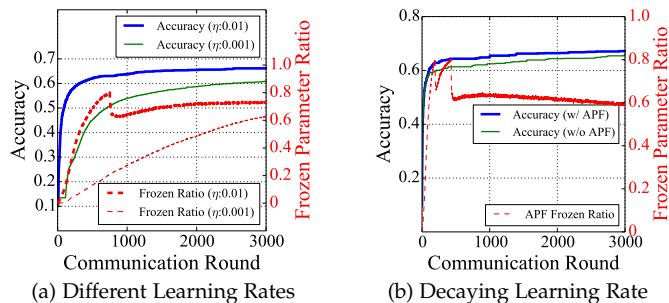 Accuracy (η:0.01)
Accuracy (η:0.001)
0.7
0.6
0.5
0.4
0.3
0.2
0.1
Accuracy
1.0
0.8
0.6
0.4
0.2
0
Frozen Parameter Ratio
Frozen Ratio (η:0.01)
Frozen Ratio (η:0.001)
0 1000 2000 3000
Communication Round
(a) Different Learning Rates
0.8
0.6
0.4
0.2
Accuracy
1.0
0.8
0.6
0.4
0.2
0.0
Frozen Parameter Ratio
Accuracy (w/ APF)
Accuracy (w/o APF)
APF Frozen Ratio
0 1000 2000 3000
Communication Round
(b) Decaying Learning Rate